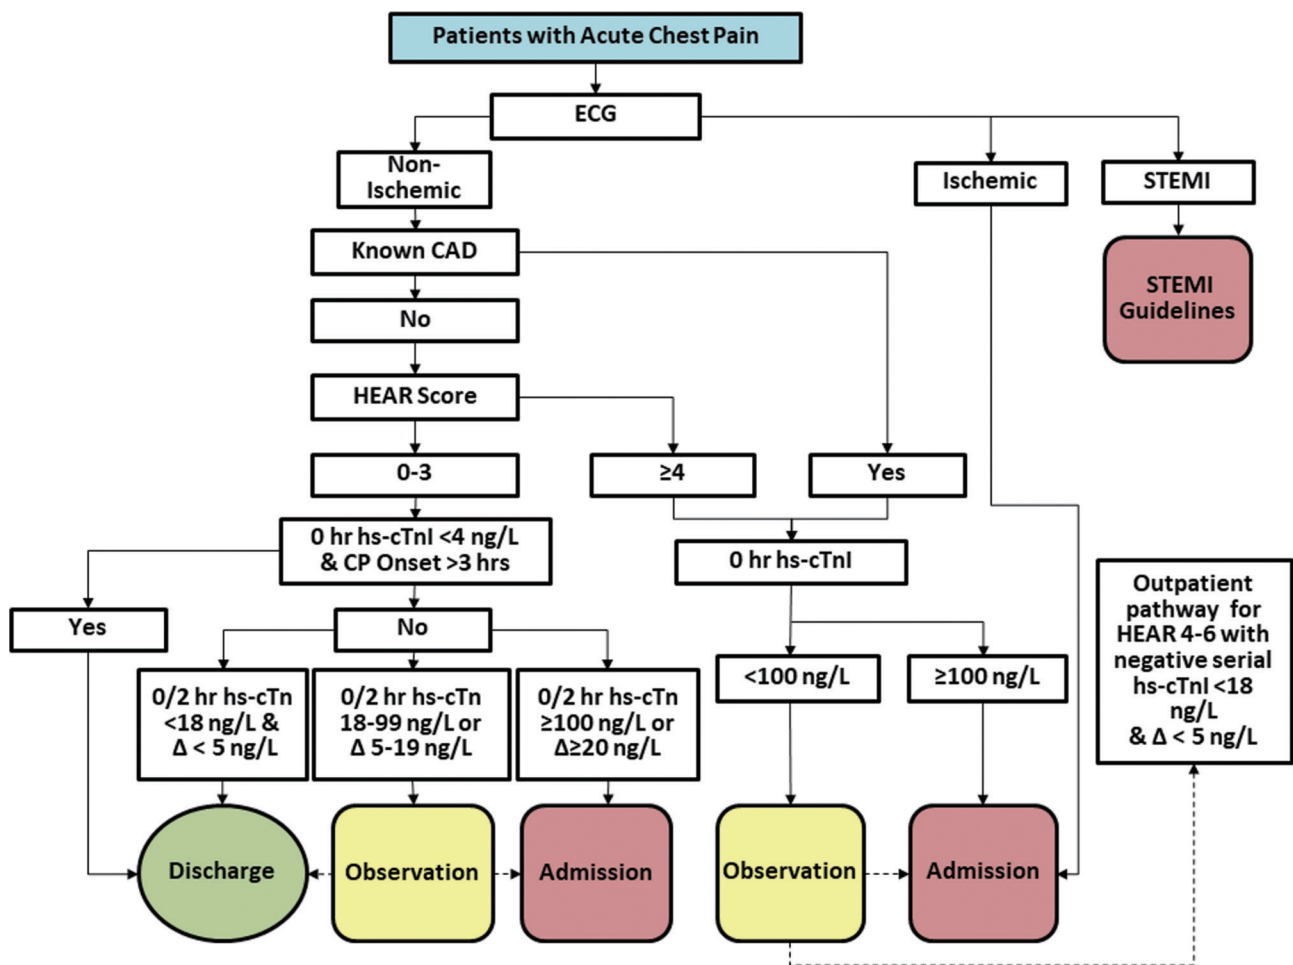 Patients with Acute Chest Pain
ECG
Non-
Ischemic
Ischemic
STEMI
Known CAD
STEMI
Guidelines
No
HEAR Score
0-3
≥4
Yes
0 hr hs-cTnI <4 ng/L
& CP Onset >3 hrs
0 hr hs-cTnI
Yes
No
0/2 hr hs-cTn
<18 ng/L &
Δ < 5 ng/L
0/2 hr hs-cTn
18-99 ng/L or
Δ 5-19 ng/L
0/2 hr hs-cTn
≥100 ng/L or
Δ≥20 ng/L
<100 ng/L
≥100 ng/L
Outpatient
pathway for
HEAR 4-6 with
negative serial
hs-cTnI <18
ng/L
& Δ < 5 ng/L
Discharge
Observation
Admission
Observation
Admission